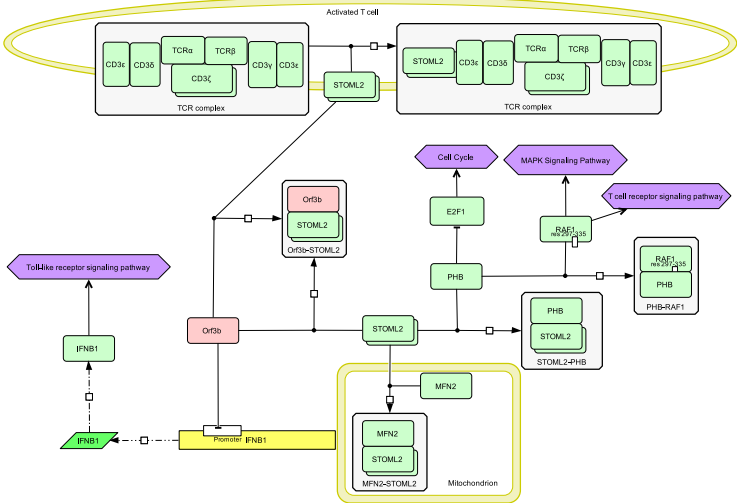 Activated T cell
TCRα TCRβ
CD3ε CD3δ CD3γ CD3ε
CD3ζ
TCR complex
STOML2
TCRα TCRβ
STOML2 CD3ε CD3δ CD3γ CD3ε
CD3ζ
TCR complex
Cell Cycle
MAPK Signaling Pathway
T cell receptor signaling pathway
Orf3b
STOML2
Orf3b-STOML2
E2F1
RAF1
res 297-335
Toll-like receptor signaling pathway
PHB
RAF1
res 297-335
PHB
PHB-RAF1
IFNB1
Orf3b
STOML2
PHB
STOML2
STOML2-PHB
MFN2
IFNB1
Promoter IFNB1
MFN2
STOML2
MFN2-STOML2
Mitochondrion